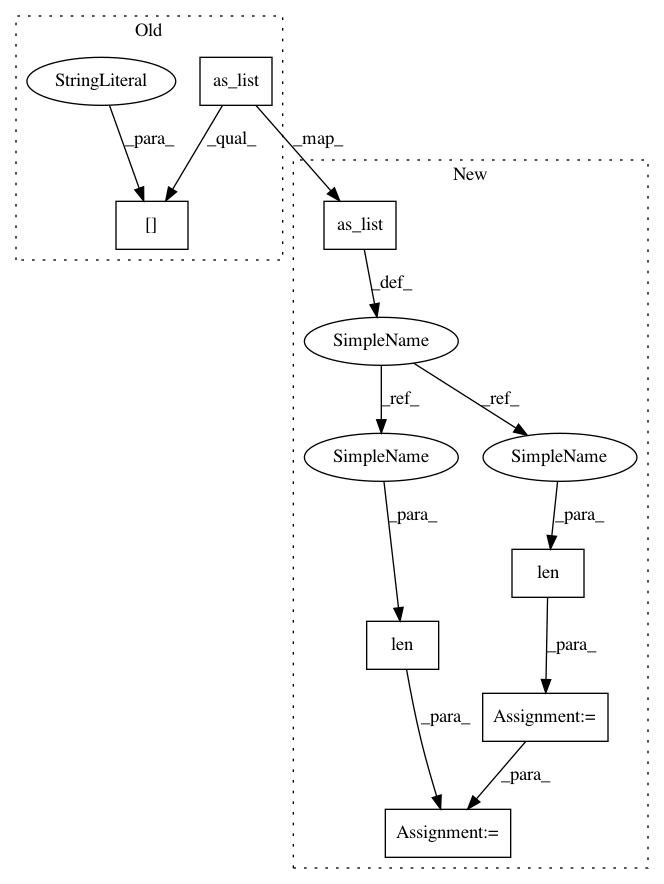 Old
StringLiteral
as_list
_para_
_qual_
_map_
[]
New
as_list
_def_
SimpleName
_ref_
_ref_
SimpleName
SimpleName
_para_
_para_
len
len
_para_
_para_
Assignment:=
_para_
Assignment:=